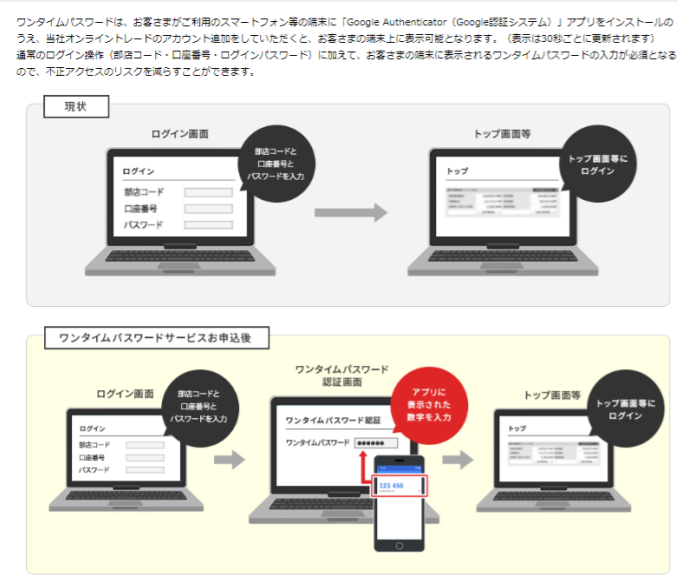 ワンタイムパスワードは、お客さまがご利用のスマートフォン等の端末に「Google Authenticator（Google認証システム）」アプリをインストールの
うえ、当社オンライントレードのアカウント追加をしていただくと、お客さまの端末上に表示可能となります。（表示は30秒ごとに更新されます）
通常のログイン操作（部店コード・口座番号・ログインパスワード）に加えて、お客さまの端末に表示されるワンタイムパスワードの入力が必須となる
ので、不正アクセスのリスクを減らすことができます。
現状
ログイン画面
部店コードと
口座番号と
パスワードを入力
ログイン
部店コード
口座番号
パスワード
トップ画面等
トップ画面等に
ログイン
トップ
ワンタイムパスワードサービスお申込後
ログイン画面
部店コードと
口座番号と
パスワードを入力
ログイン
部店コード
口座番号
パスワード
ワンタイムパスワード
認証画面
アプリに
表示された
数字を入力
ワンタイムパスワード認証
ワンタイムパスワード ●●●●●●
123 456
トップ画面等
トップ画面等に
ログイン
トップ